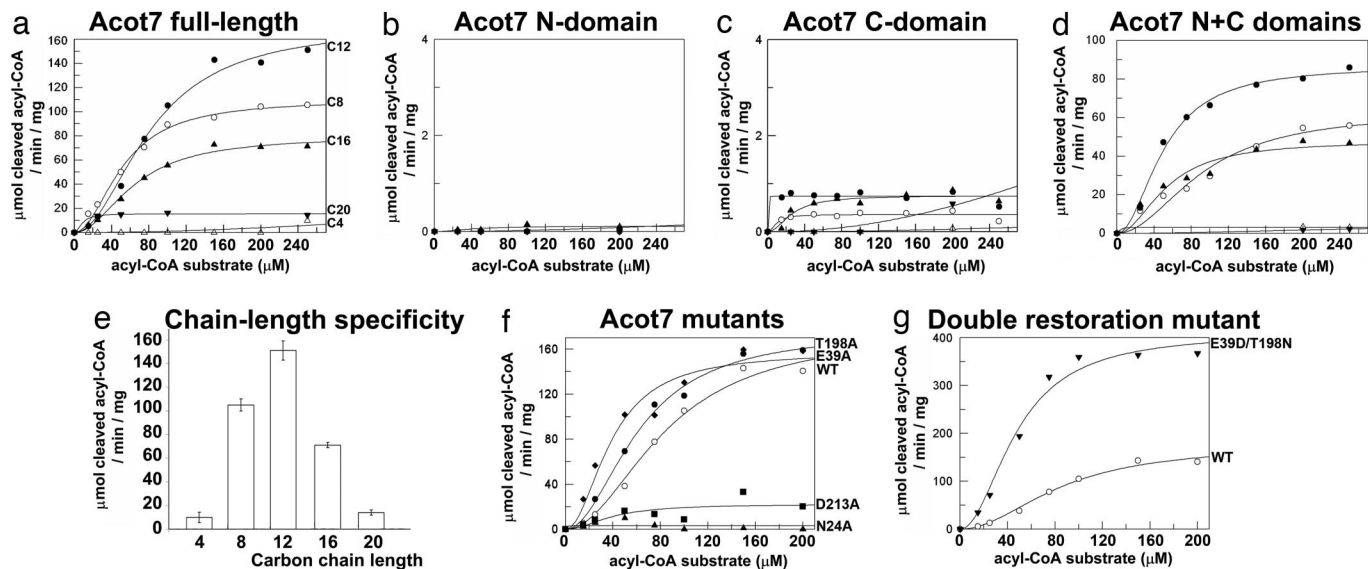 a Acot7 full-length
μmol cleaved acyl-CoA
/ min / mg
160
140
120
100
80
60
40
20
0
0 40 80 120 160 200 240
acyl-CoA substrate (μM)
C12
C8
C16
C20
C4
b Acot7 N-domain
μmol cleaved acyl-CoA
/ min / mg
4
2
0
0 40 80 120 160 200 240
acyl-CoA substrate (μM)
c Acot7 C-domain
μmol cleaved acyl-CoA
/ min / mg
4
2
0
0 40 80 120 160 200 240
acyl-CoA substrate (μM)
d Acot7 N+C domains
μmol cleaved acyl-CoA
/ min / mg
100
80
60
40
20
0
0 40 80 120 160 200 240
acyl-CoA substrate (μM)
e Chain-length specificity
μmol cleaved acyl-CoA
/ min / mg
160
140
120
100
80
60
40
20
0
4 8 12 16 20
Carbon chain length
f Acot7 mutants
μmol cleaved acyl-CoA
/ min / mg
160
120
80
40
0
0 40 80 120 160 200
acyl-CoA substrate (μM)
T198A
E39A
WT
D213A
N24A
g Double restoration mutant
μmol cleaved acyl-CoA
/ min / mg
400
300
200
100
0
0 40 80 120 160 200
acyl-CoA substrate (μM)
E39D/T198N
WT